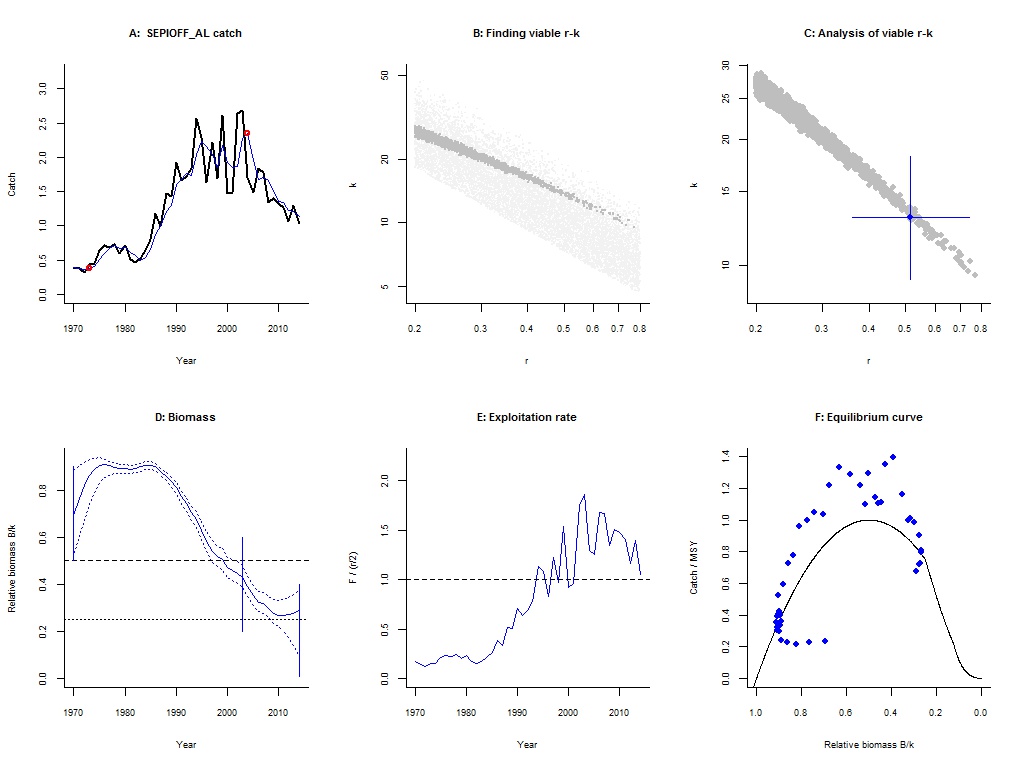 A: SEPIOFF_AL catch
Catch
0.0 0.5 1.0 1.5 2.0 2.5 3.0
1970 1980 1990 2000 2010
Year
B: Finding viable r-k
k
5 10 20 50
0.2 0.3 0.4 0.5 0.6 0.7 0.8
r
C: Analysis of viable r-k
k
10 15 20 25 30
0.2 0.3 0.4 0.5 0.6 0.7 0.8
r
D: Biomass
Relative biomass B/k
0.0 0.2 0.4 0.6 0.8
1970 1980 1990 2000 2010
Year
E: Exploitation rate
F / (r/2)
0.0 0.5 1.0 1.5 2.0
1970 1980 1990 2000 2010
Year
F: Equilibrium curve
Catch / MSY
0.0 0.2 0.4 0.6 0.8 1.0 1.2 1.4
1.0 0.8 0.6 0.4 0.2 0.0
Relative biomass B/k